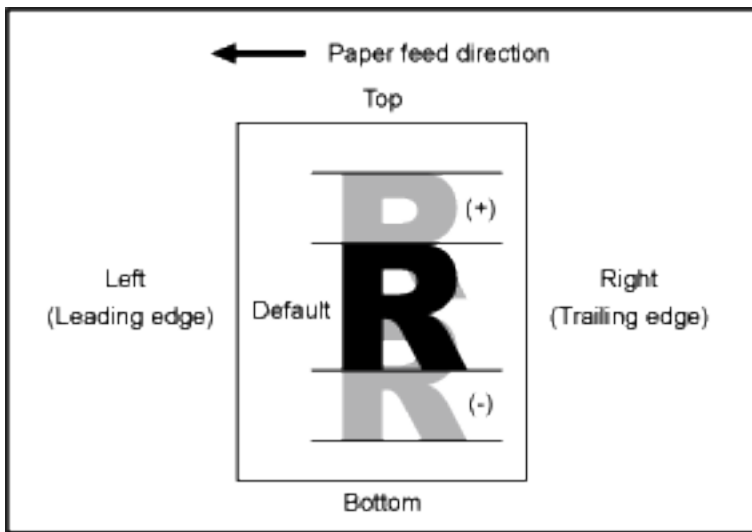 Paper feed direction
Top
R
(+)
Left
(Leading edge)
Default
R
Right
(Trailing edge)
R
(-)
Bottom